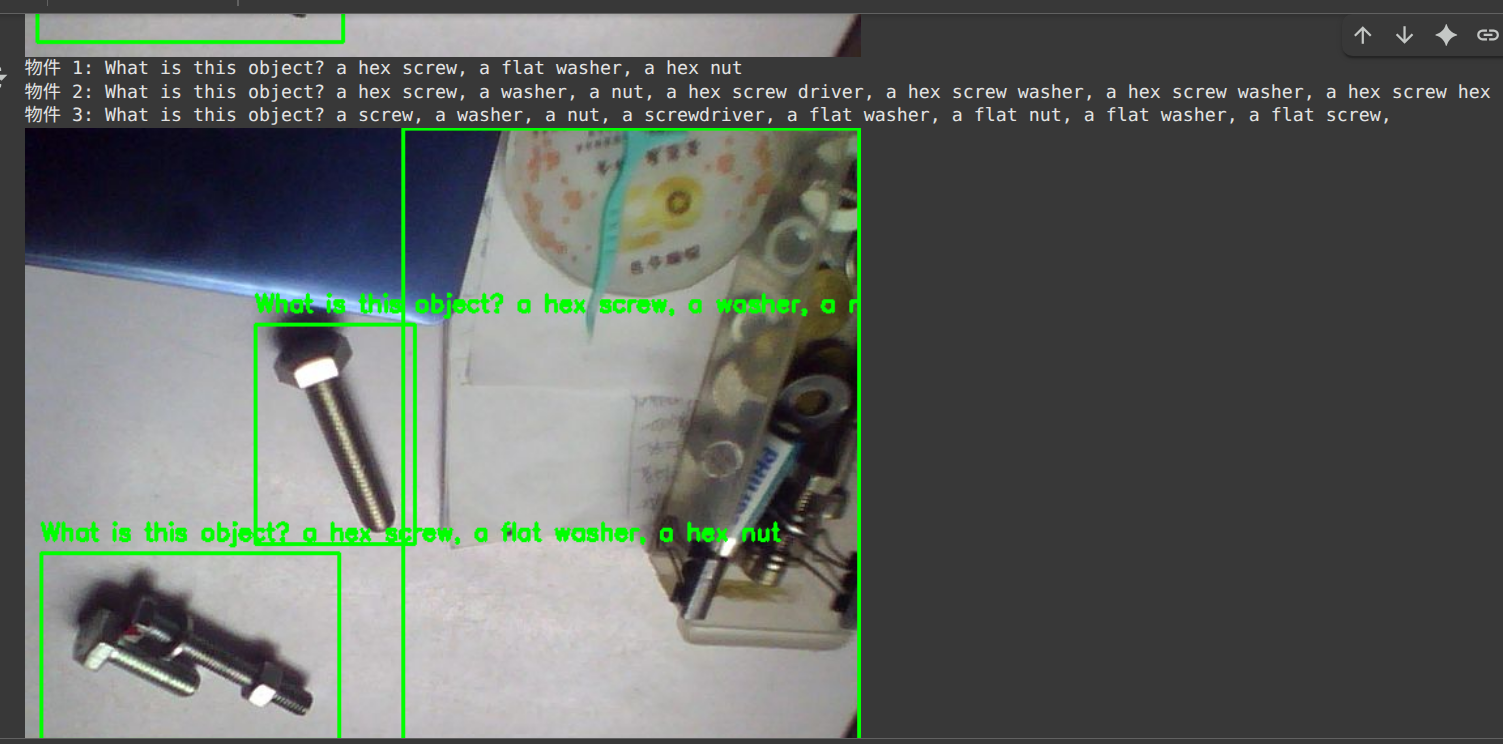 物件 1: What is this object? a hex screw, a flat washer, a hex nut
物件 2: What is this object? a hex screw, a washer, a nut, a hex screw driver, a hex screw washer, a hex screw washer, a hex screw hex
物件 3: What is this object? a screw, a washer, a nut, a screwdriver, a flat washer, a flat nut, a flat washer, a flat screw,
What is this object? a hex screw, a washer, a
What is this object? a hex screw, a flat washer, a hex nut